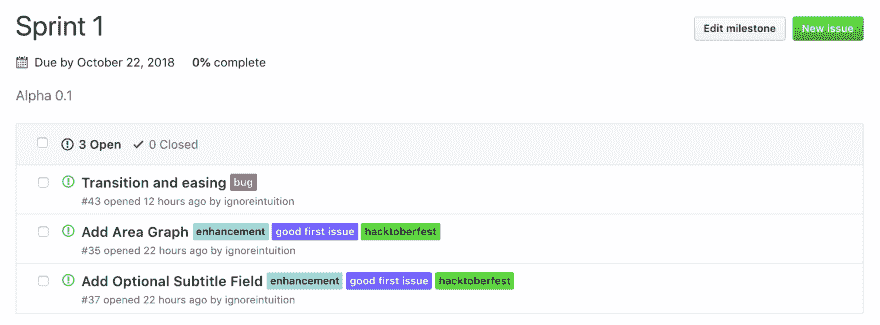 Sprint 1
Edit milestone
New issue
Due by October 22, 2018 0% complete
Alpha 0.1
3 Open 0 Closed
Transition and easing bug
#43 opened 12 hours ago by ignoreintuition
Add Area Graph enhancement good first issue hacktoberfest
#35 opened 22 hours ago by ignoreintuition
Add Optional Subtitle Field enhancement good first issue hacktoberfest
#37 opened 22 hours ago by ignoreintuition